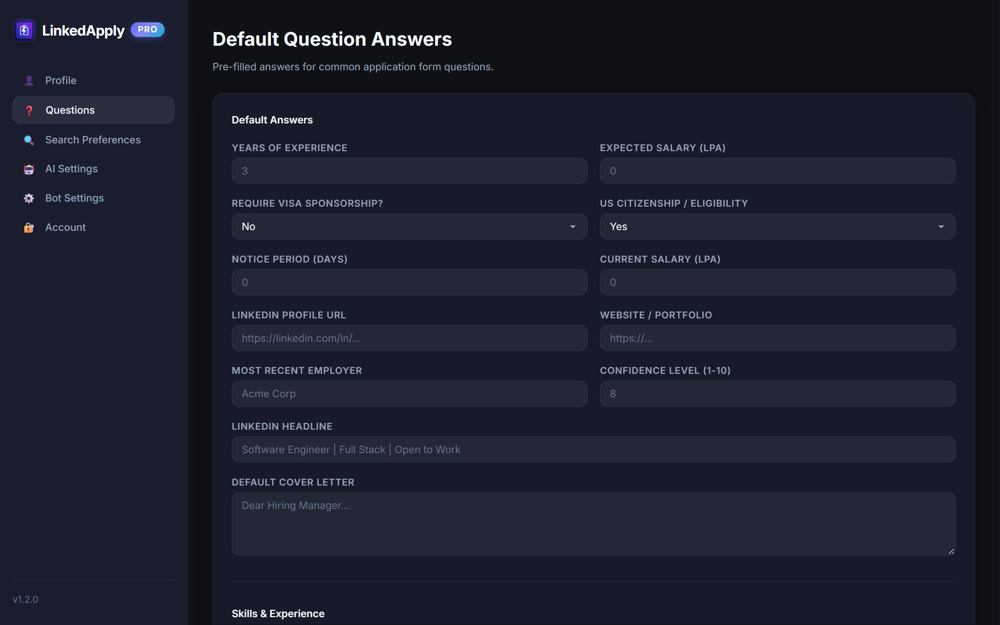 LinkedApply PRO
Profile
Questions
Search Preferences
AI Settings
Bot Settings
Account
v1.2.0
Default Question Answers
Pre-filled answers for common application form questions.
Default Answers
YEARS OF EXPERIENCE
3
EXPECTED SALARY (LPA)
0
REQUIRE VISA SPONSORSHIP?
No
US CITIZENSHIP / ELIGIBILITY
Yes
NOTICE PERIOD (DAYS)
0
CURRENT SALARY (LPA)
0
LINKEDIN PROFILE URL
https://linkedin.com/in/...
WEBSITE / PORTFOLIO
https://...
MOST RECENT EMPLOYER
Acme Corp
CONFIDENCE LEVEL (1-10)
8
LINKEDIN HEADLINE
Software Engineer | Full Stack | Open to Work
DEFAULT COVER LETTER
Dear Hiring Manager...
Skills & Experience